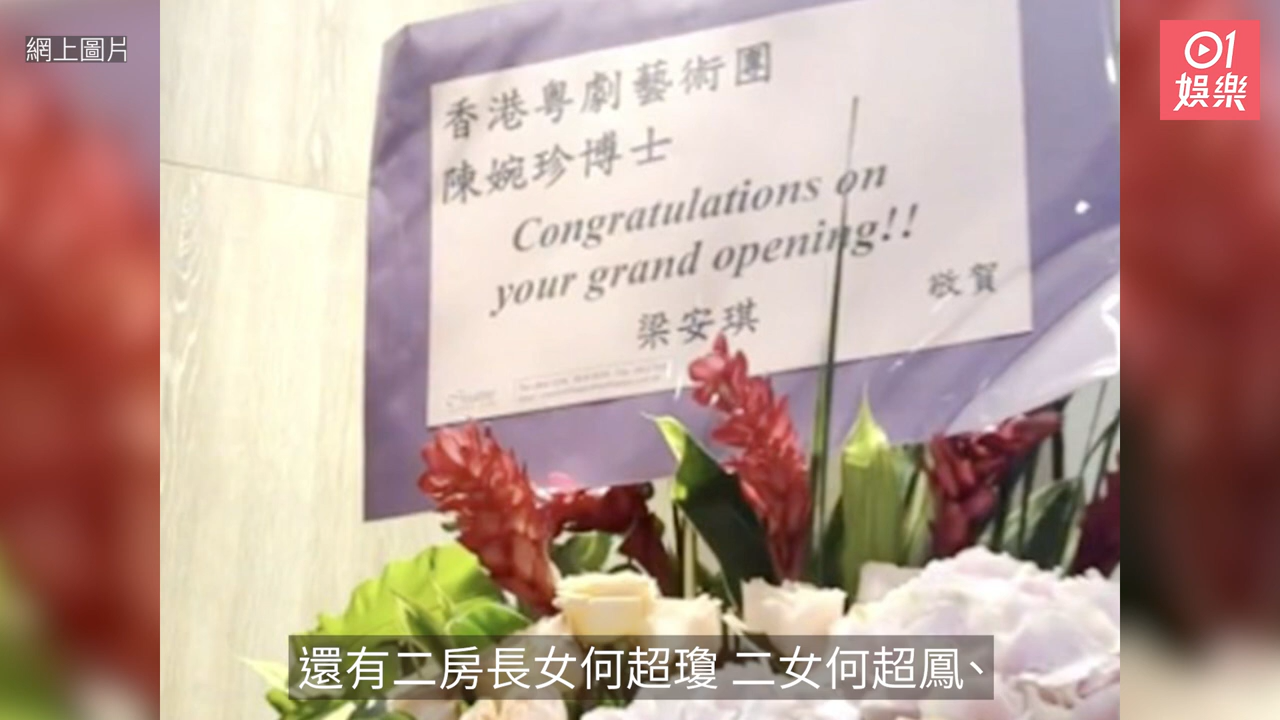 網上圖片
01
娛樂
香港粵劇藝術團
陳婉珍博士
Congratulations on
your grand opening!!
敬賀
梁安琪
還有二房長女何超瓊 二女何超鳳、